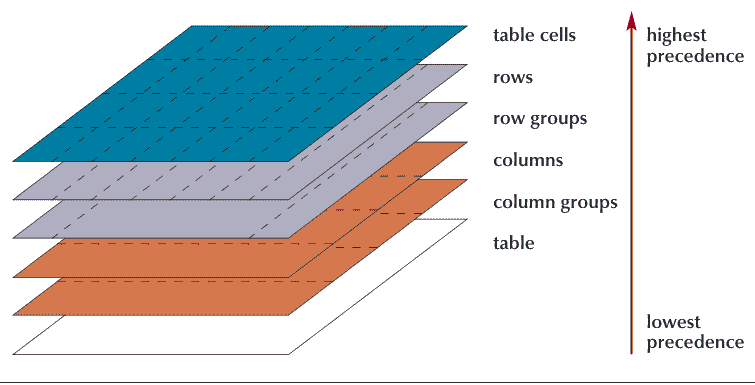 table cells
rows
row groups
columns
column groups
table
highest
precedence
lowest
precedence